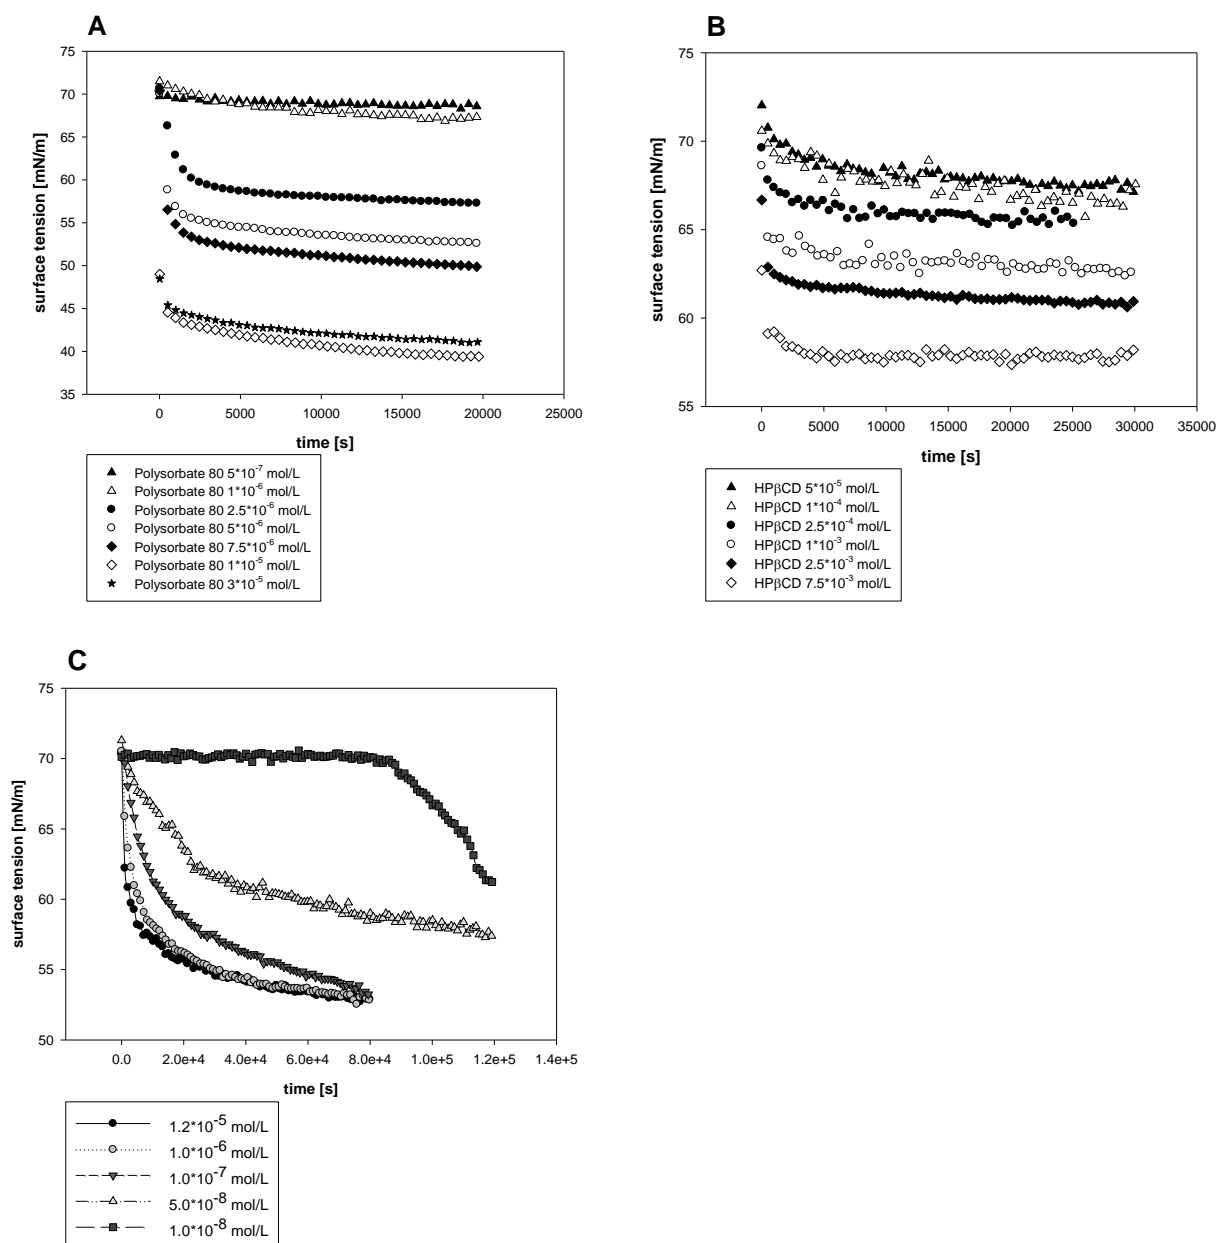 A
surface tension [mN/m]
75
70
65
60
55
50
45
40
35
0 5000 10000 15000 20000 25000
time [s]
Polysorbate 80 5*10-7 mol/L
Polysorbate 80 1*10-6 mol/L
Polysorbate 80 2.5*10-6 mol/L
Polysorbate 80 5*10-6 mol/L
Polysorbate 80 7.5*10-6 mol/L
Polysorbate 80 1*10-5 mol/L
Polysorbate 80 3*10-5 mol/L
B
surface tension [mN/m]
75
70
65
60
55
0 5000 10000 15000 20000 25000 30000 35000
time [s]
HPβCD 5*10-5 mol/L
HPβCD 1*10-4 mol/L
HPβCD 2.5*10-4 mol/L
HPβCD 1*10-3 mol/L
HPβCD 2.5*10-3 mol/L
HPβCD 7.5*10-3 mol/L
C
surface tension [mN/m]
75
70
65
60
55
50
0.0 2.0e+4 4.0e+4 6.0e+4 8.0e+4 1.0e+5 1.2e+5 1.4e+5
time [s]
1.2*10-5 mol/L
1.0*10-6 mol/L
1.0*10-7 mol/L
5.0*10-8 mol/L
1.0*10-8 mol/L